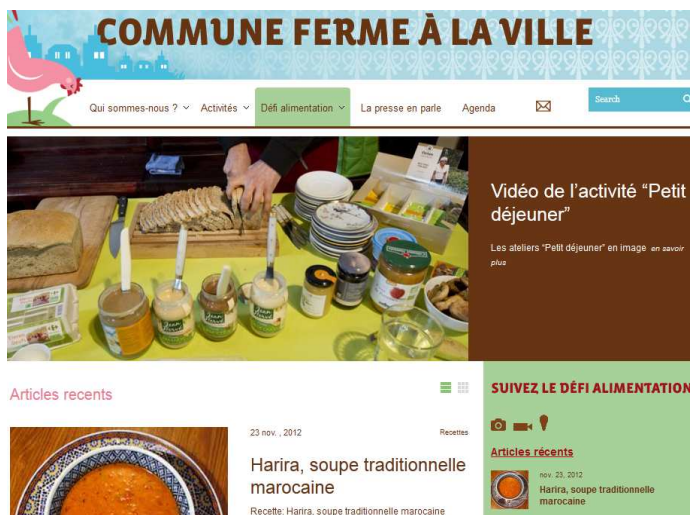 COMMUNE FERME À LA VILLE
Qui sommes-nous ?
Activités
Défi alimentation
La presse en parle
Agenda
Search
Vidéo de l'activité "Petit
déjeuner"
Les ateliers "Petit déjeuner" en image en savoir
plus
Articles recents
23 nov. , 2012
Recettes
Harira, soupe traditionnelle
marocaine
Recette: Harira, soupe traditionnelle marocaine
SUIVEZ LE DÉFI ALIMENTATION
Articles récents
nov. 23, 2012
Harira, soupe traditionnelle
marocaine